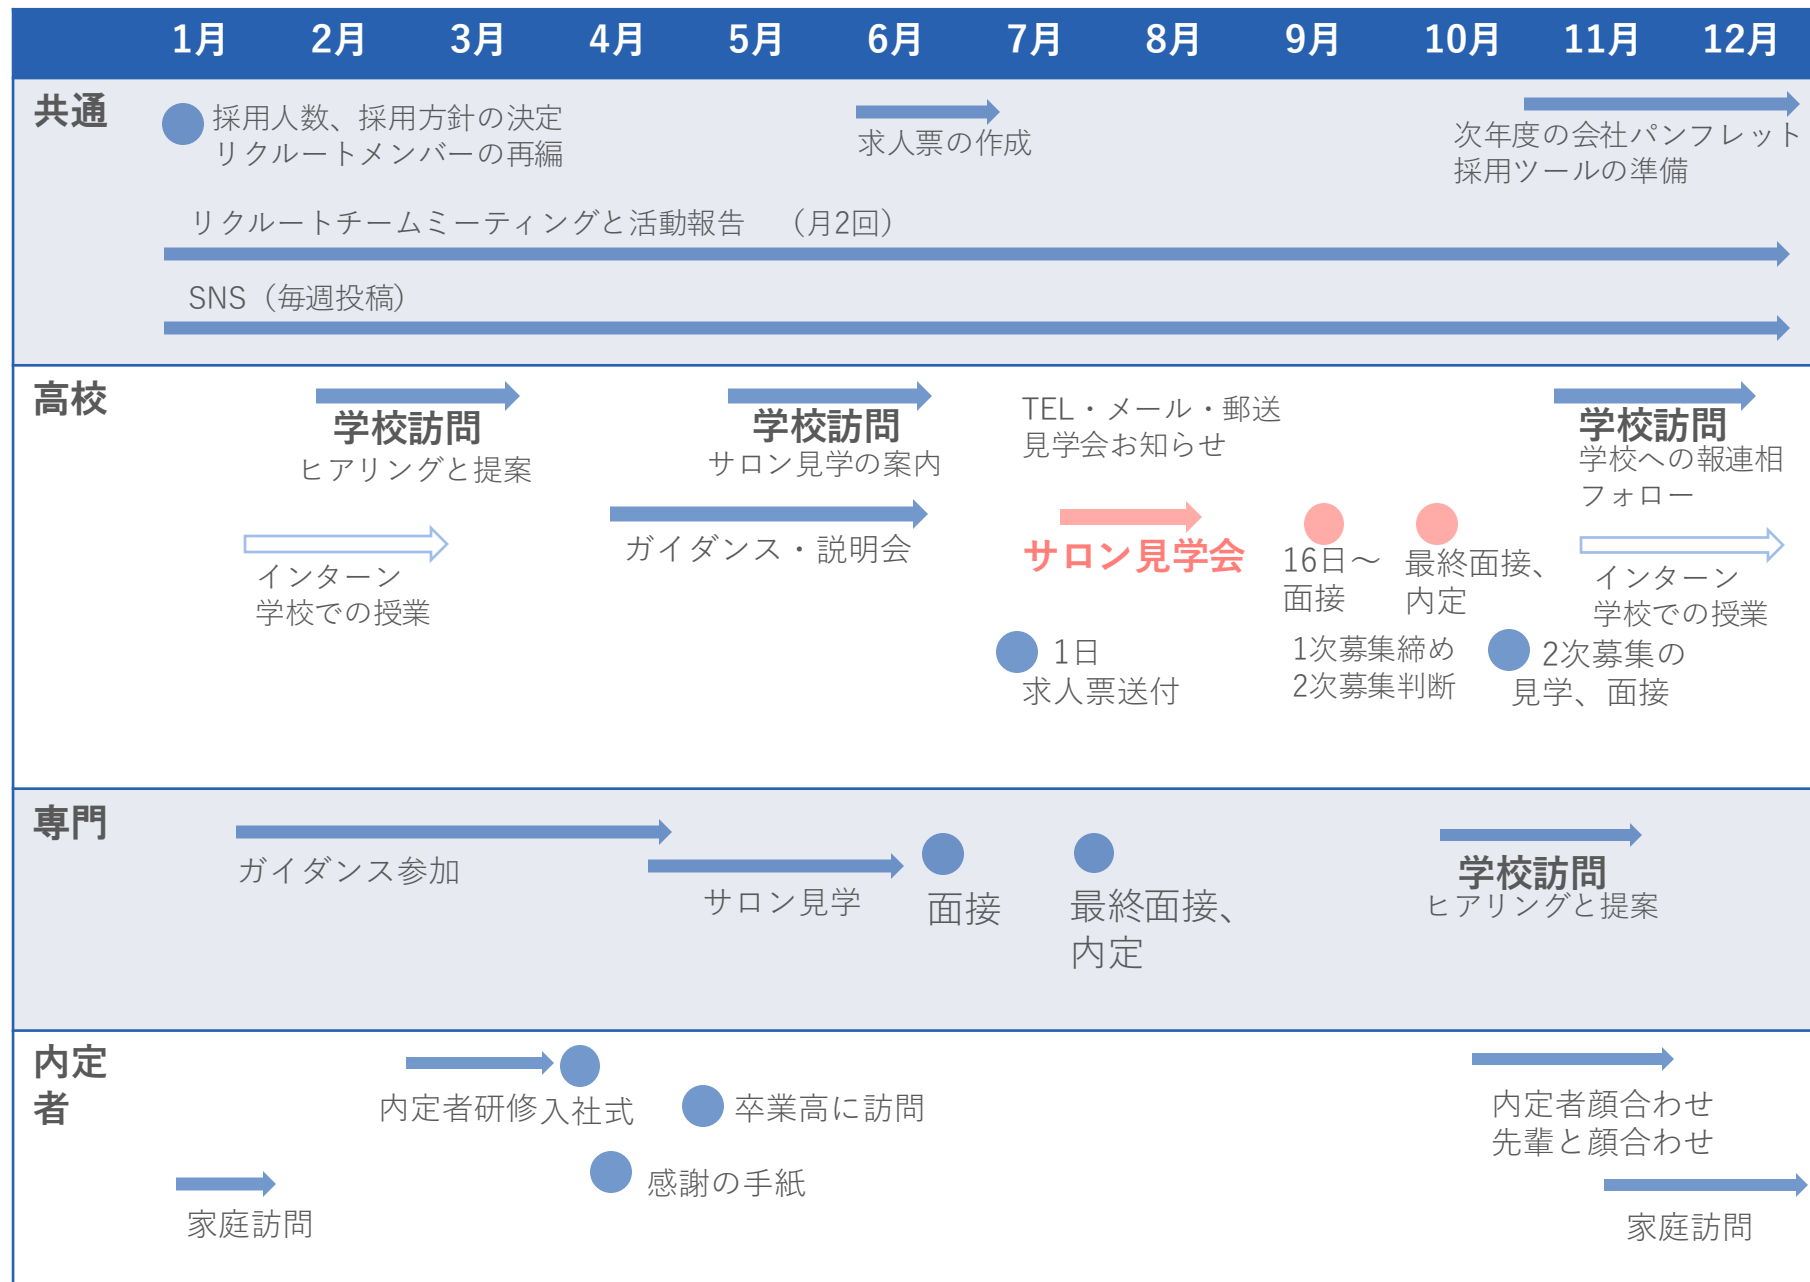 1月 2月 3月 4月 5月 6月 7月 8月 9月 10月 11月 12月
共通
採用人数、採用方針の決定
リクルートメンバーの再編
求人票の作成
次年度の会社パンフレット
採用ツールの準備
リクルートチームミーティングと活動報告 （月2回）
SNS（毎週投稿）
高校
学校訪問
ヒアリングと提案
学校訪問
サロン見学の案内
TEL・メール・郵送
見学会お知らせ
学校訪問
学校への報連相
フォロー
インターン
学校での授業
ガイダンス・説明会
サロン見学会
16日～
面接
最終面接、
内定
インターン
学校での授業
1日
求人票送付
1次募集締め
2次募集判断
2次募集の
見学、面接
専門
ガイダンス参加
サロン見学
面接
最終面接、
内定
学校訪問
ヒアリングと提案
内定
者
内定者研修
入社式
卒業高に訪問
感謝の手紙
家庭訪問
内定者顔合わせ
先輩と顔合わせ
家庭訪問